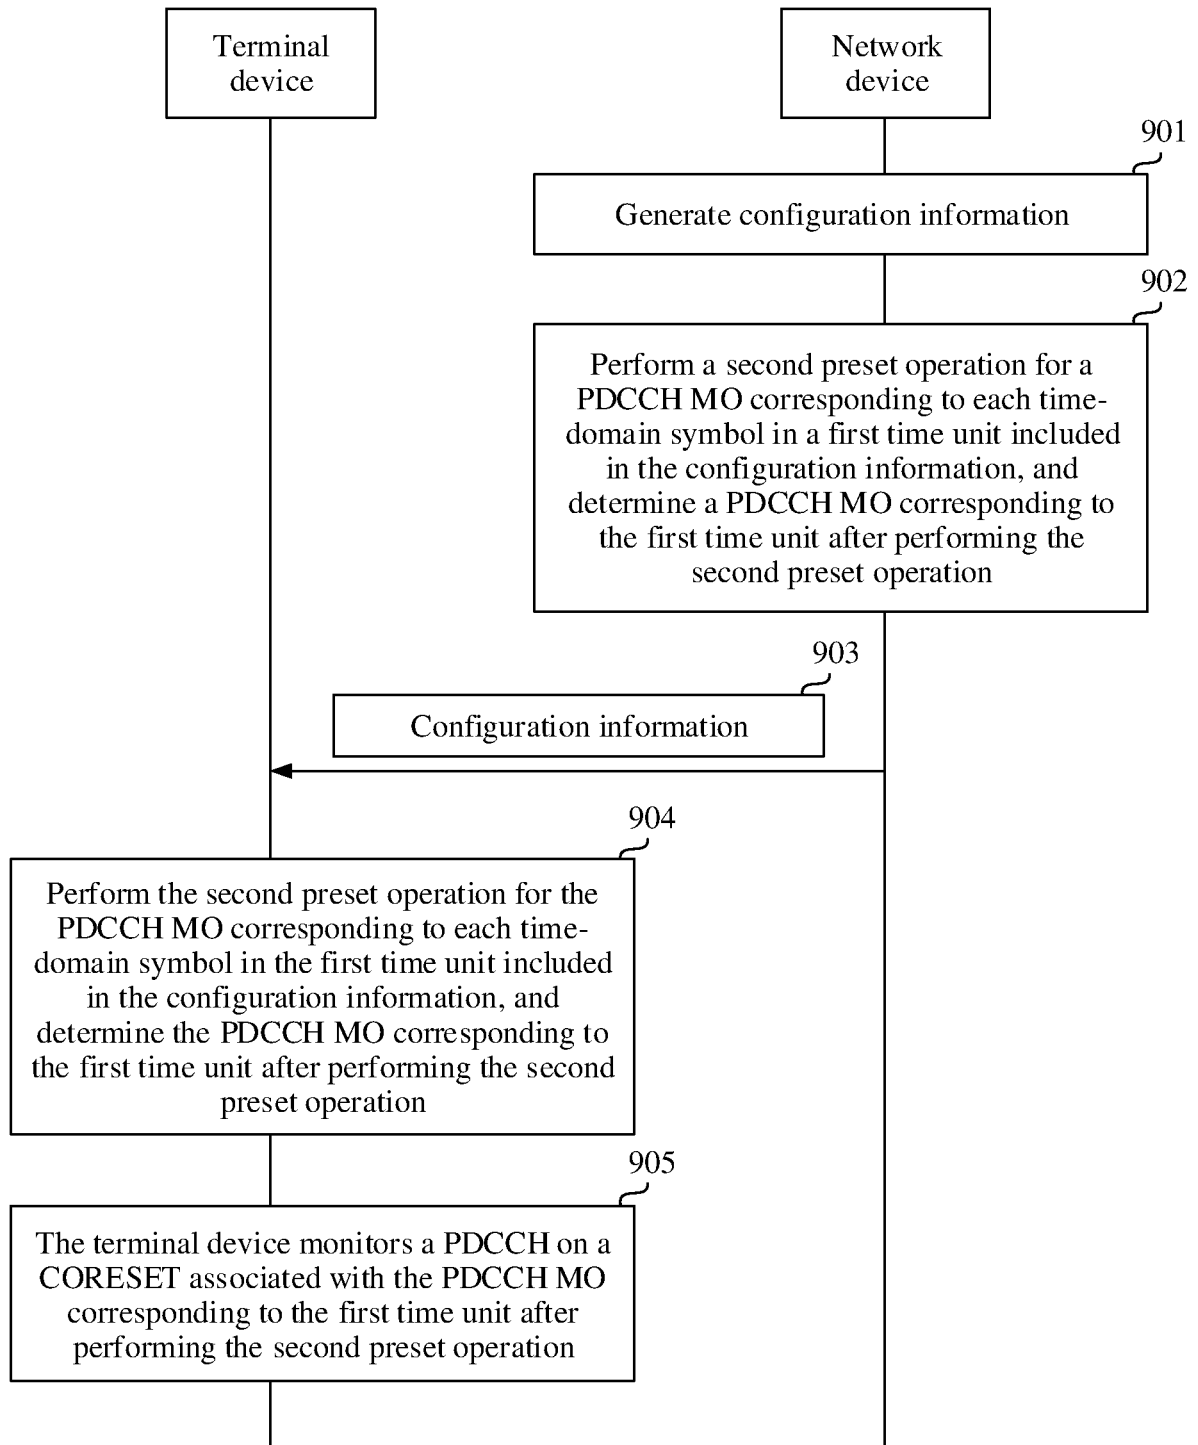 Terminal
device
Network
device
901
Generate configuration information
902
Perform a second preset operation for a
PDCCH MO corresponding to each time-
domain symbol in a first time unit included
in the configuration information, and
determine a PDCCH MO corresponding to
the first time unit after performing the
second preset operation
903
Configuration information
904
Perform the second preset operation for the
PDCCH MO corresponding to each time-
domain symbol in the first time unit included
in the configuration information, and
determine the PDCCH MO corresponding to
the first time unit after performing the second
preset operation
905
The terminal device monitors a PDCCH on a
CORESET associated with the PDCCH MO
corresponding to the first time unit after
performing the second preset operation